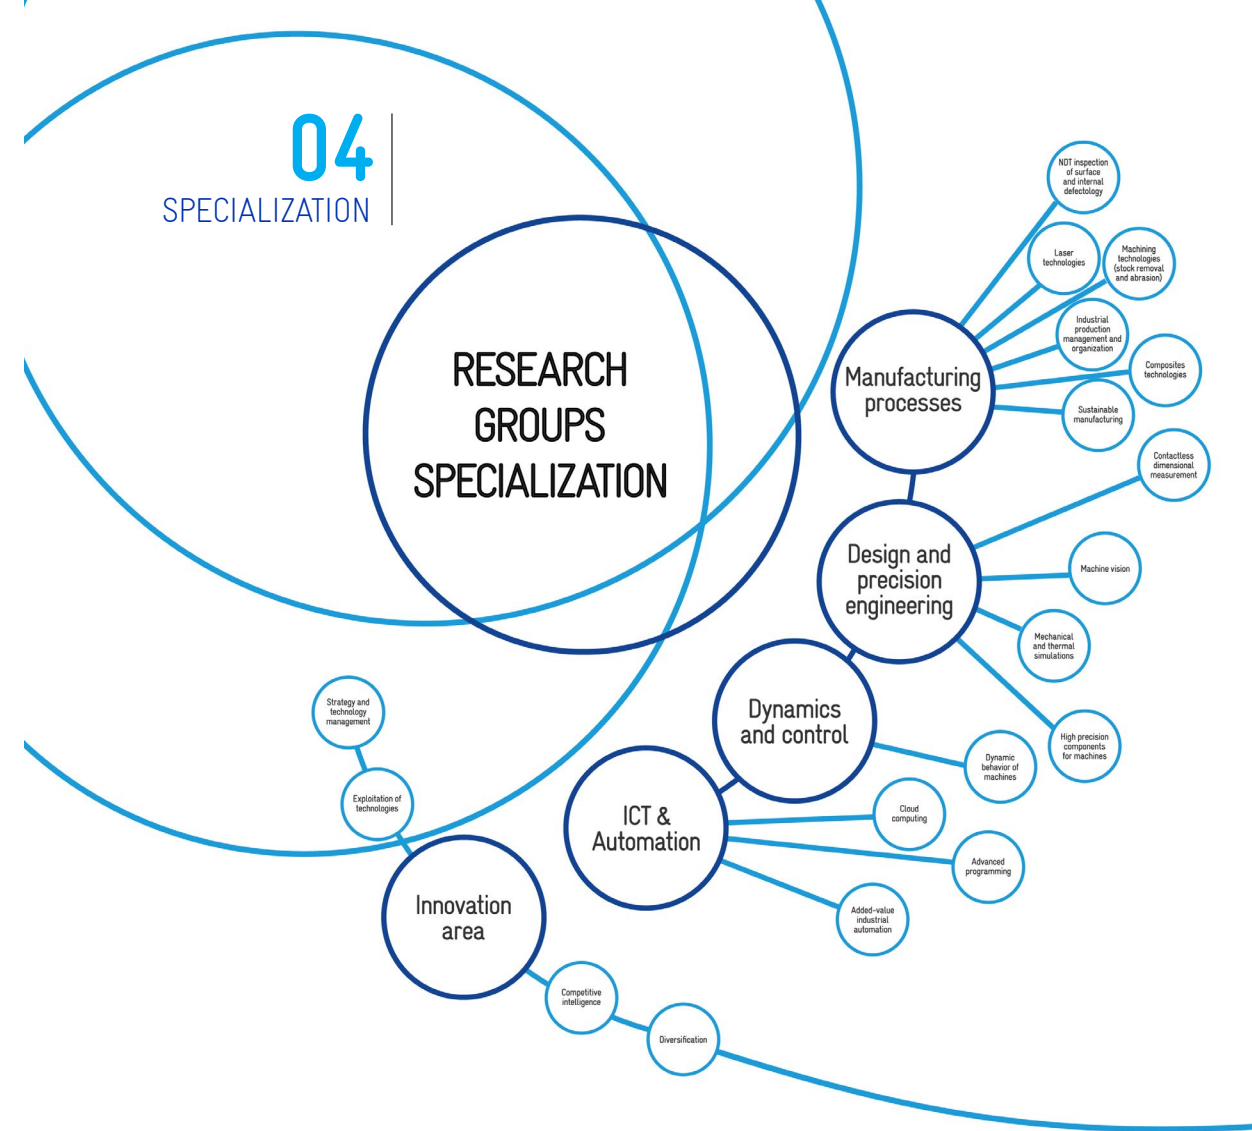 04
SPECIALIZATION
RESEARCH
GROUPS
SPECIALIZATION
Manufacturing
processes
NDT inspection
of surface
and internal
defectology
Laser
technologies
Machining
technologies
(stock removal
and abrasion)
Industrial
production
management and
organization
Composites
technologies
Sustainable
manufacturing
Design and
precision
engineering
Contactless
dimensional
measurement
Machine vision
Mechanical
and thermal
simulations
High precision
components
for machines
Dynamics
and control
Dynamic
behavior of
machines
ICT &
Automation
Cloud
computing
Advanced
programming
Added-value
industrial
automation
Innovation
area
Strategy and
technology
management
Exploitation of
technologies
Competitive
intelligence
Diversification